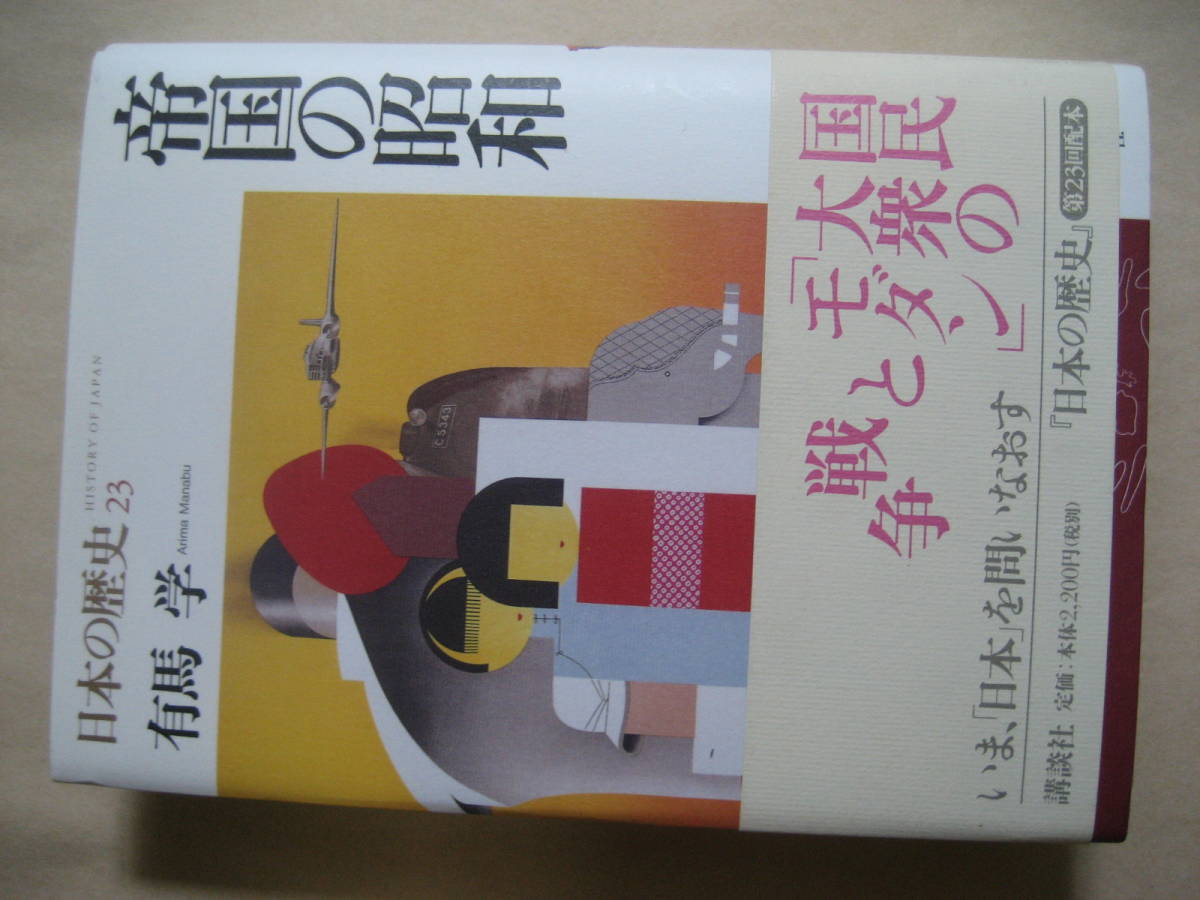 帝国の昭和
日本の歴史 23
HISTORY OF JAPAN
有馬 学
Arima Manabu
C 5343
国民
大衆の
「モダン」
と
戦
争
いま、「日本」を問いなおす
『日本の歴史』第23回配本
講談社 定価：本体2,200円(税別)